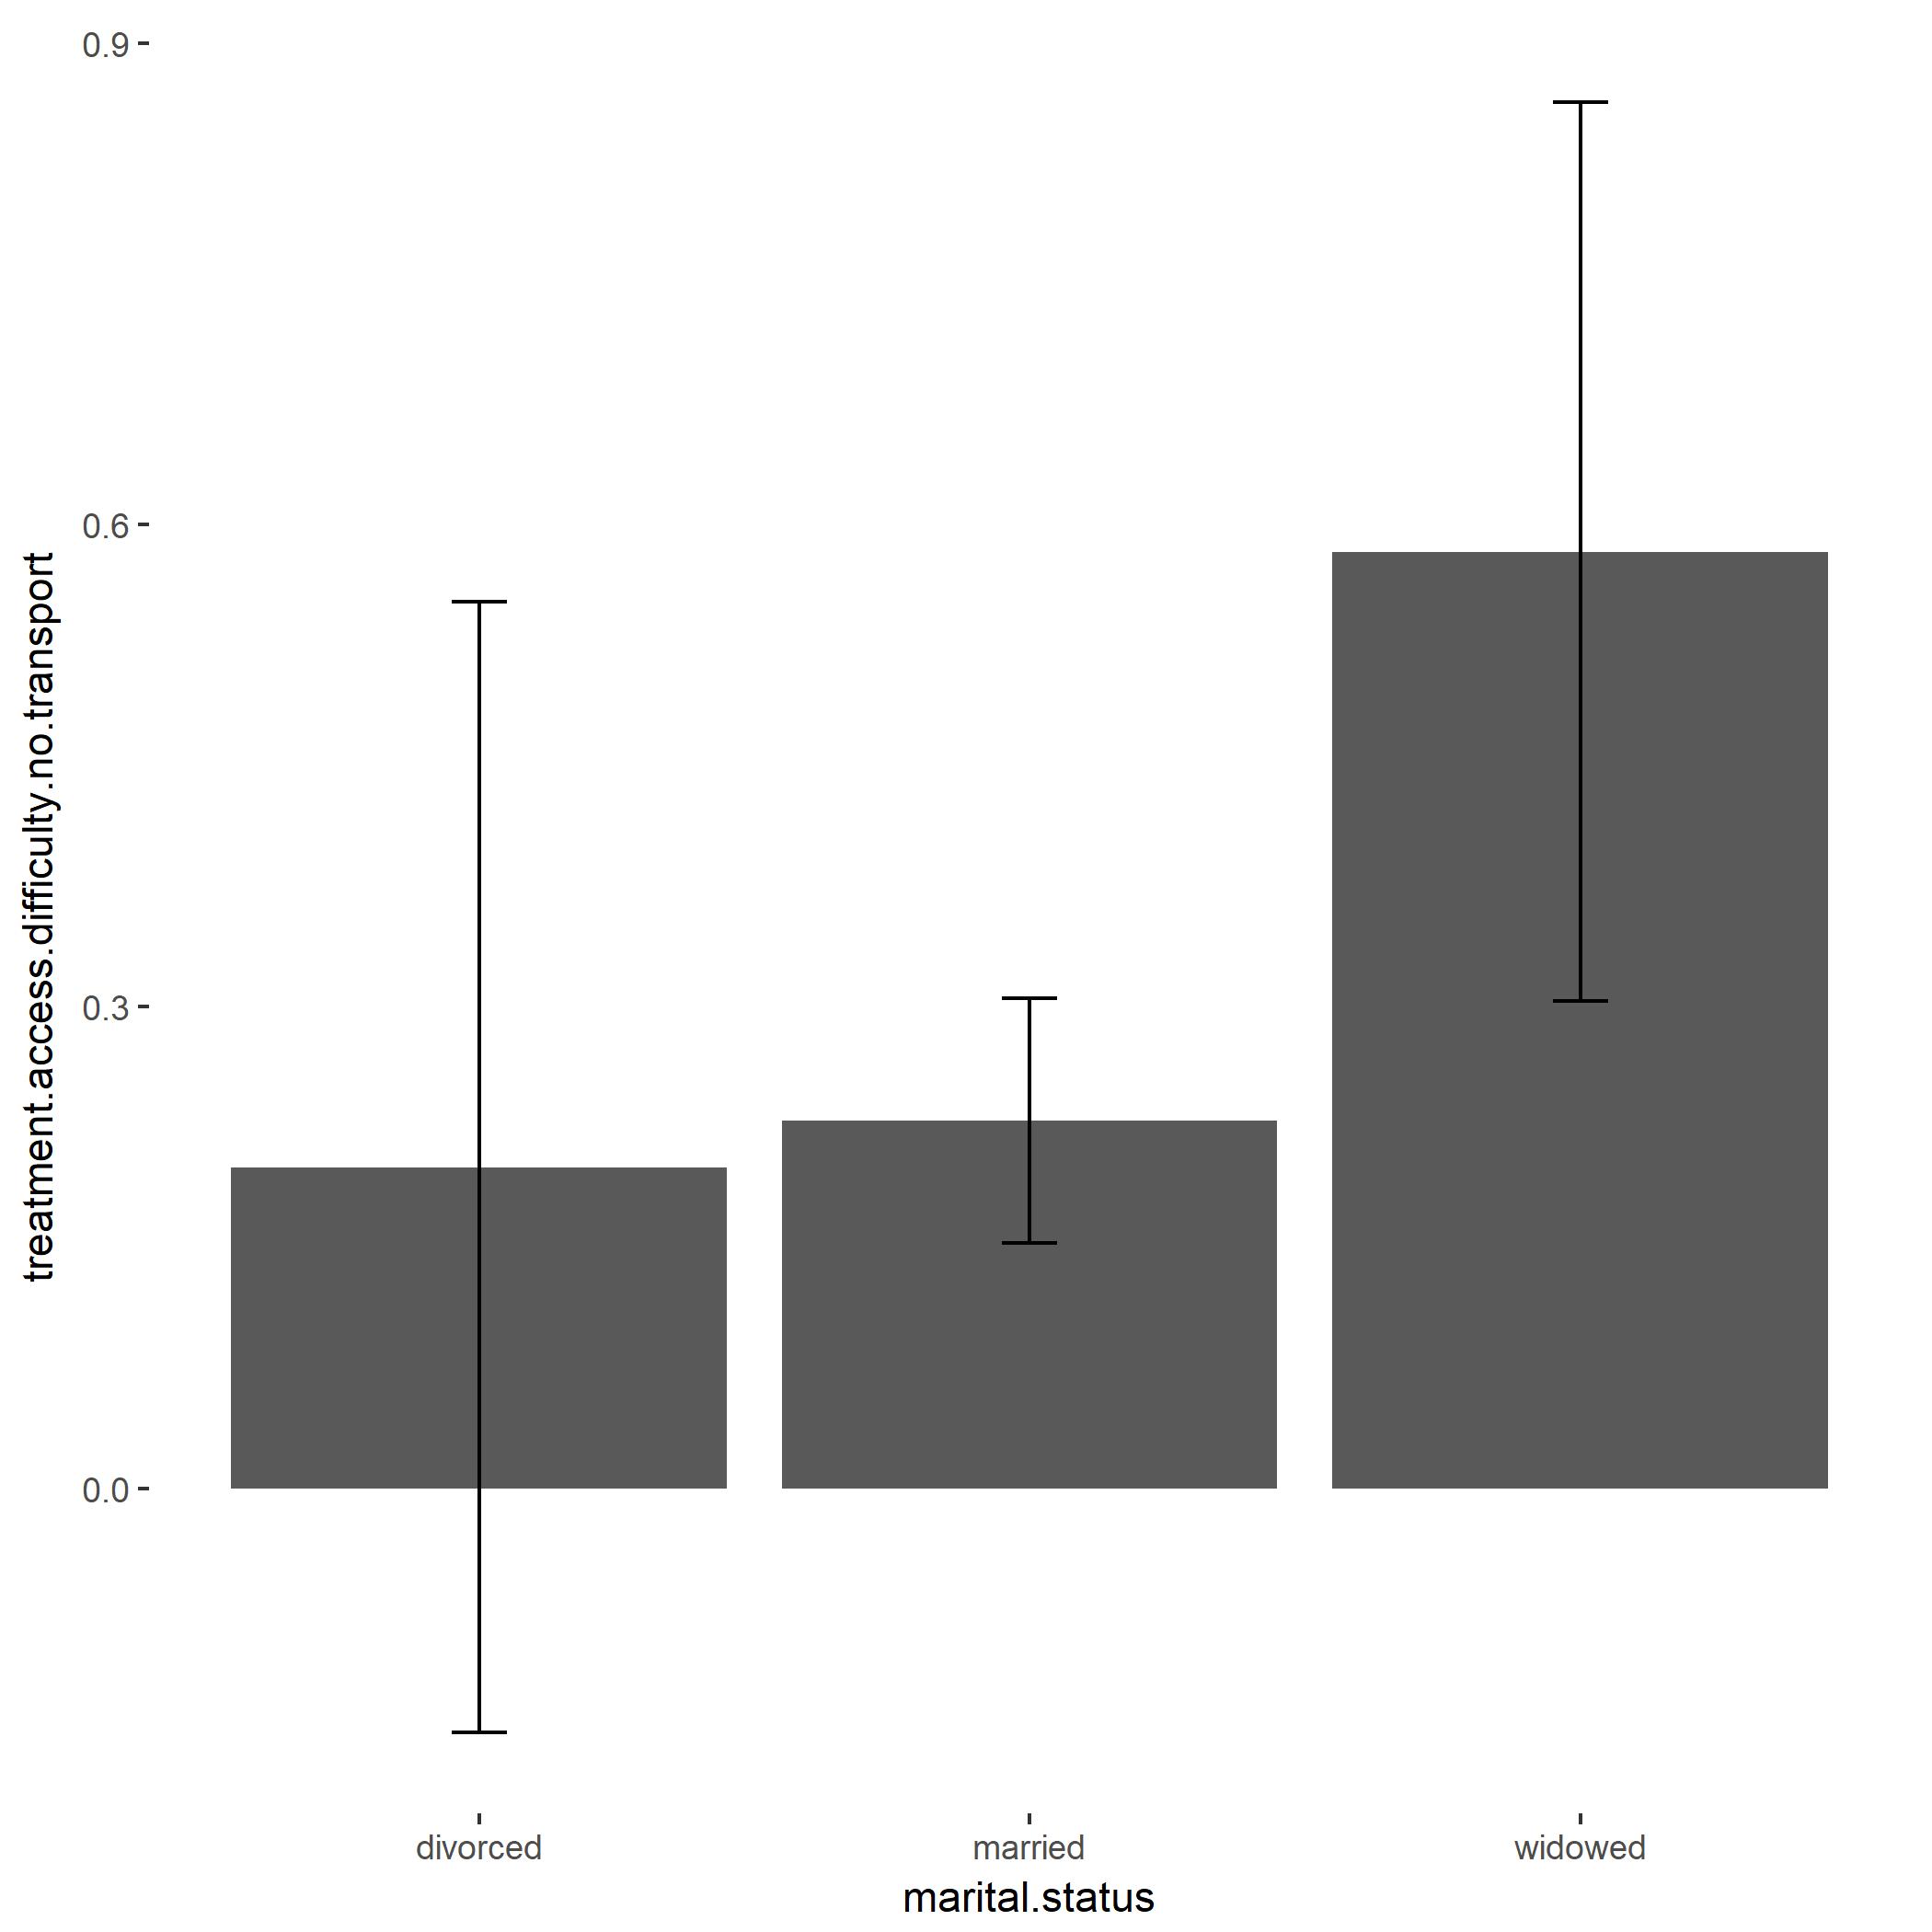 0.9
0.6
0.3
0.0
treatment.access.difficulty.no.transport
divorced
married
widowed
marital.status